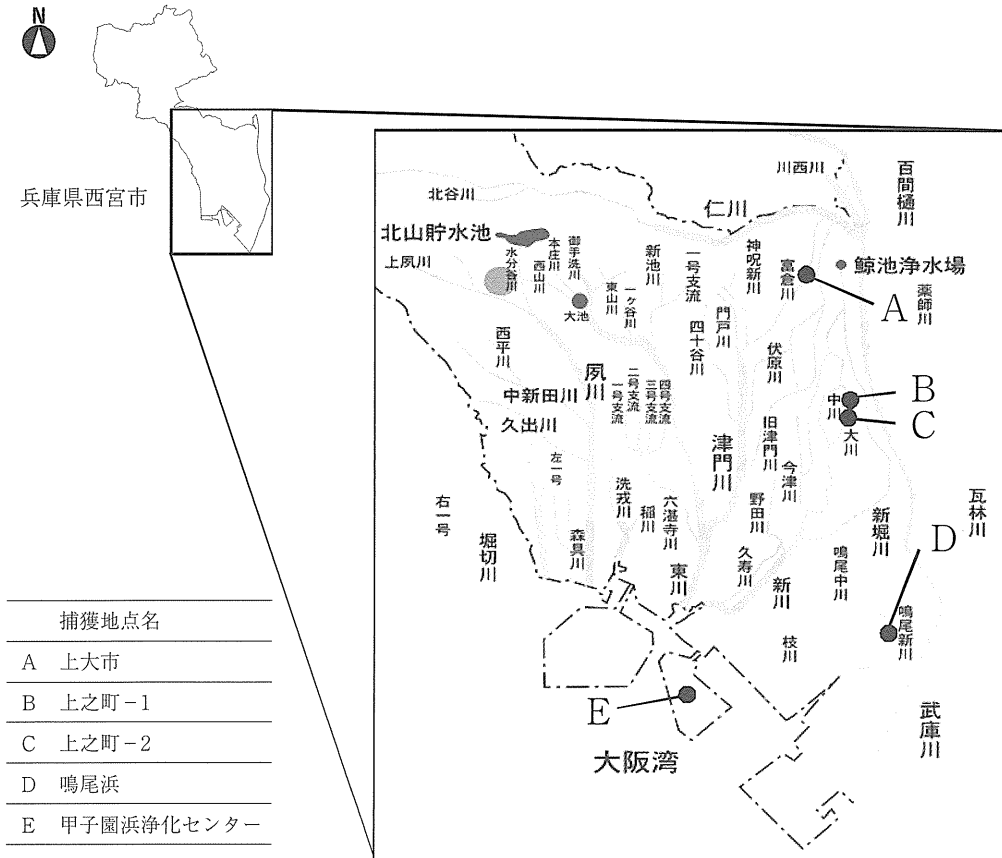 N
兵庫県西宮市
川西川
百間樋川
北谷川
仁川
北山貯水池
上夙川
水分谷川
本庄川
西山川
御手洗川
大池
東山川
一ヶ谷川
新池川
一号支流
神呪新川
富倉川
鯨池浄水場
薬師川
A
西平川
門戸川
四十谷川
伏原川
夙川
中新田川
久出川
一号支流
二号支流
三号支流
四号支流
中川
B
C
大川
津門川
旧津門川
今津川
左一号
右一号
堀切川
洗戎川
稲川
六湛寺川
森具川
野田川
久寿川
東川
新川
枝川
鳴尾中川
新堀川
瓦林川
D
鳴尾新川
武庫川
E
大阪湾
捕獲地点名
A 上大市
B 上之町-1
C 上之町-2
D 鳴尾浜
E 甲子園浜浄化センター